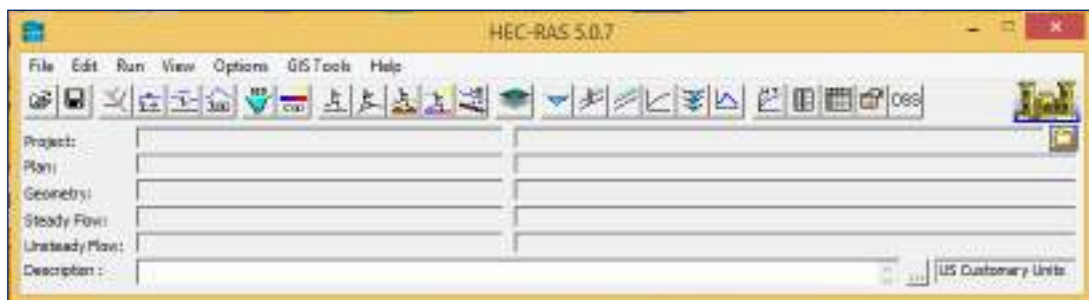 HEC-RAS 5.0.7
File Edit Run View Options GIS Tools Help
DSS
Project:
Plan:
Geometry:
Steady Flow:
Unsteady Flow:
Description :
... US Customary Units